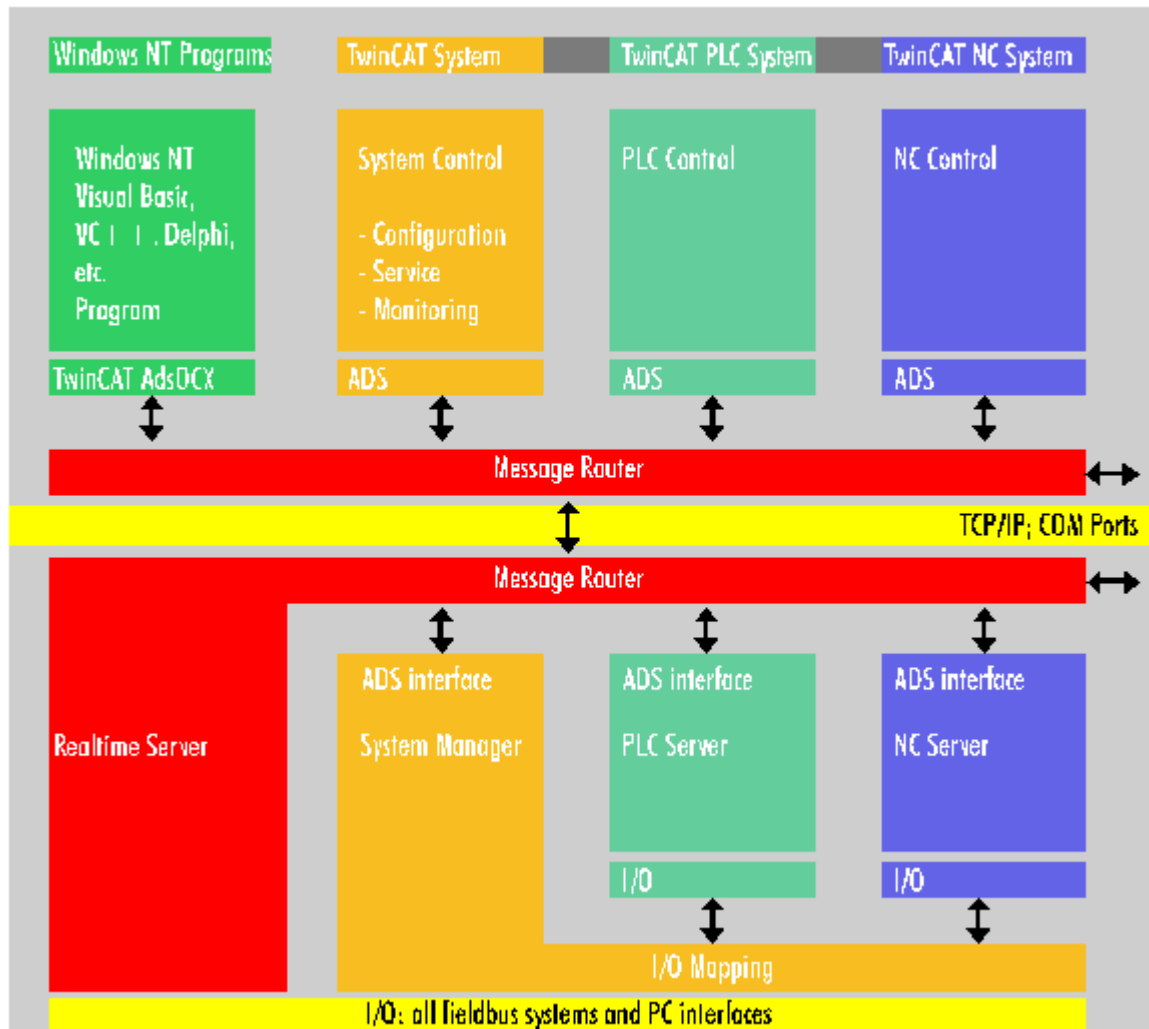 Windows NT Programs
TwinCAT System
TwinCAT PLC System
TwinCAT NC System
Windows NT
Visual Basic,
VC++, Delphi,
etc.
Program
System Control
- Configuration
- Service
- Monitoring
PLC Control
NC Control
TwinCAT AdsOCX
ADS
ADS
ADS
Message Router
TCP/IP; COM Ports
Message Router
Realtime Server
ADS interface
System Manager
ADS interface
PLC Server
ADS interface
NC Server
I/O
I/O
I/O Mapping
I/O: all fieldbus systems and PC interfaces